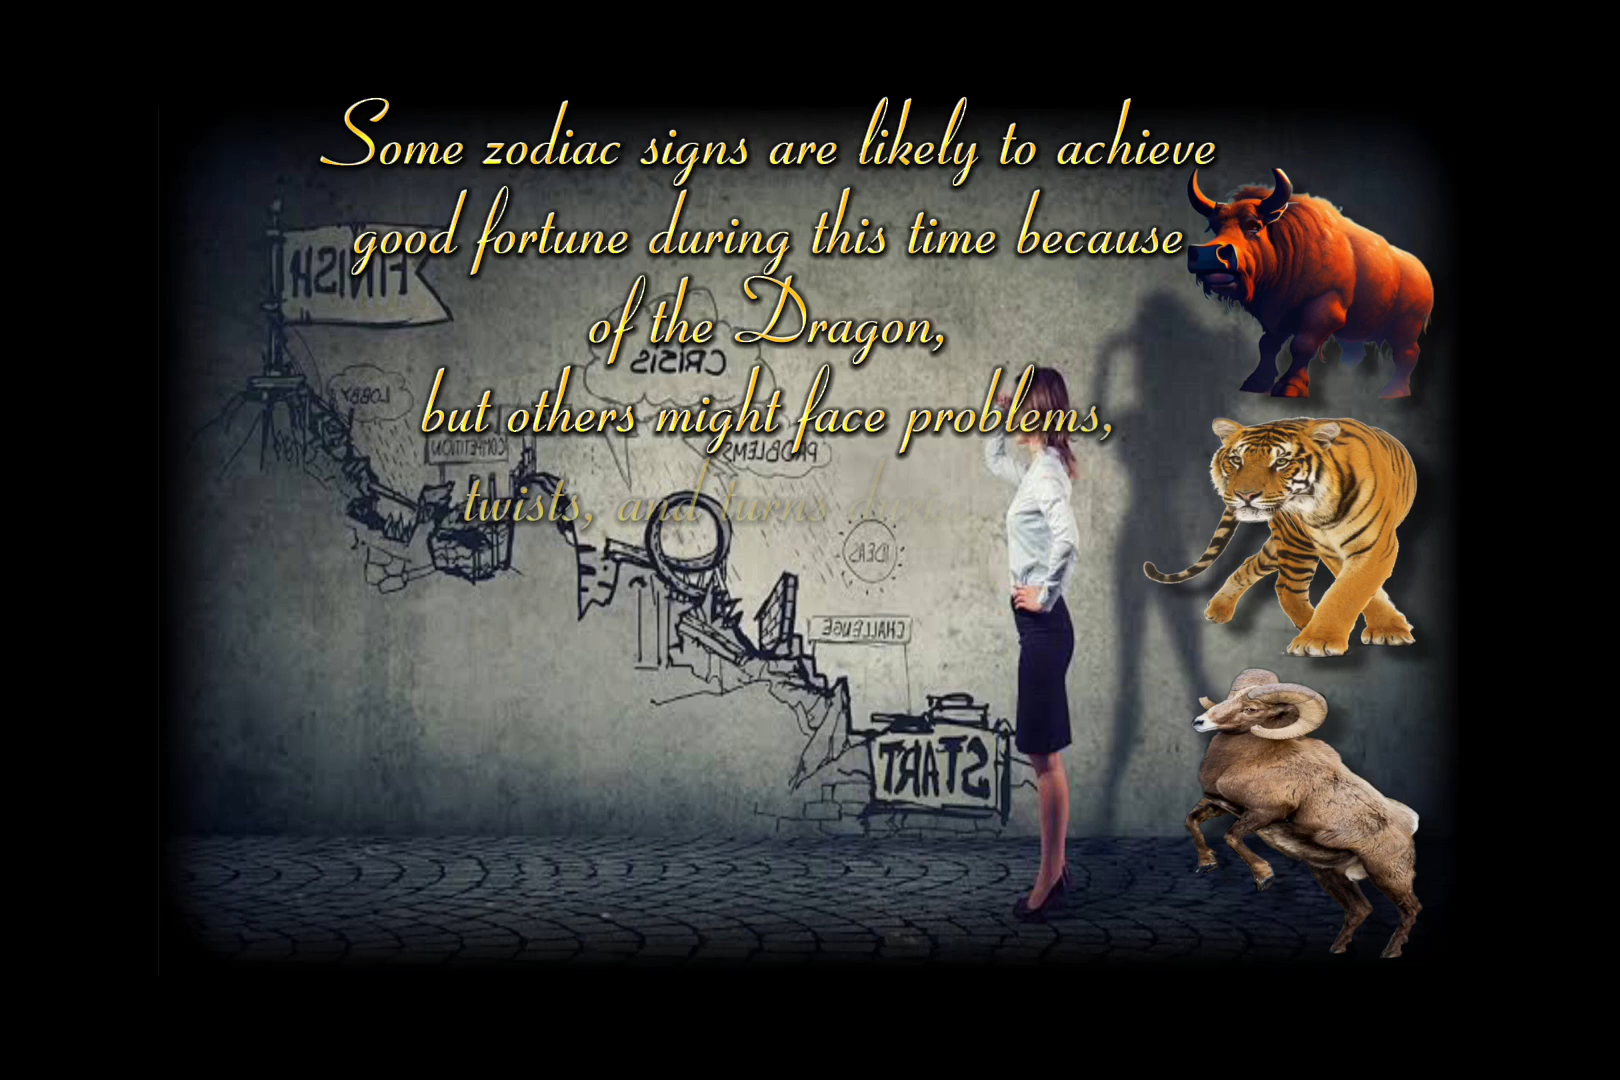 Some zodiac signs are likely to achieve
good fortune during this time because
of the Dragon,
but others might face problems,
twists, and turns
FINISH
CRISIS
LOBBY
COMPETITION
PROBLEMS
IDEAS
CHALLENGE
START